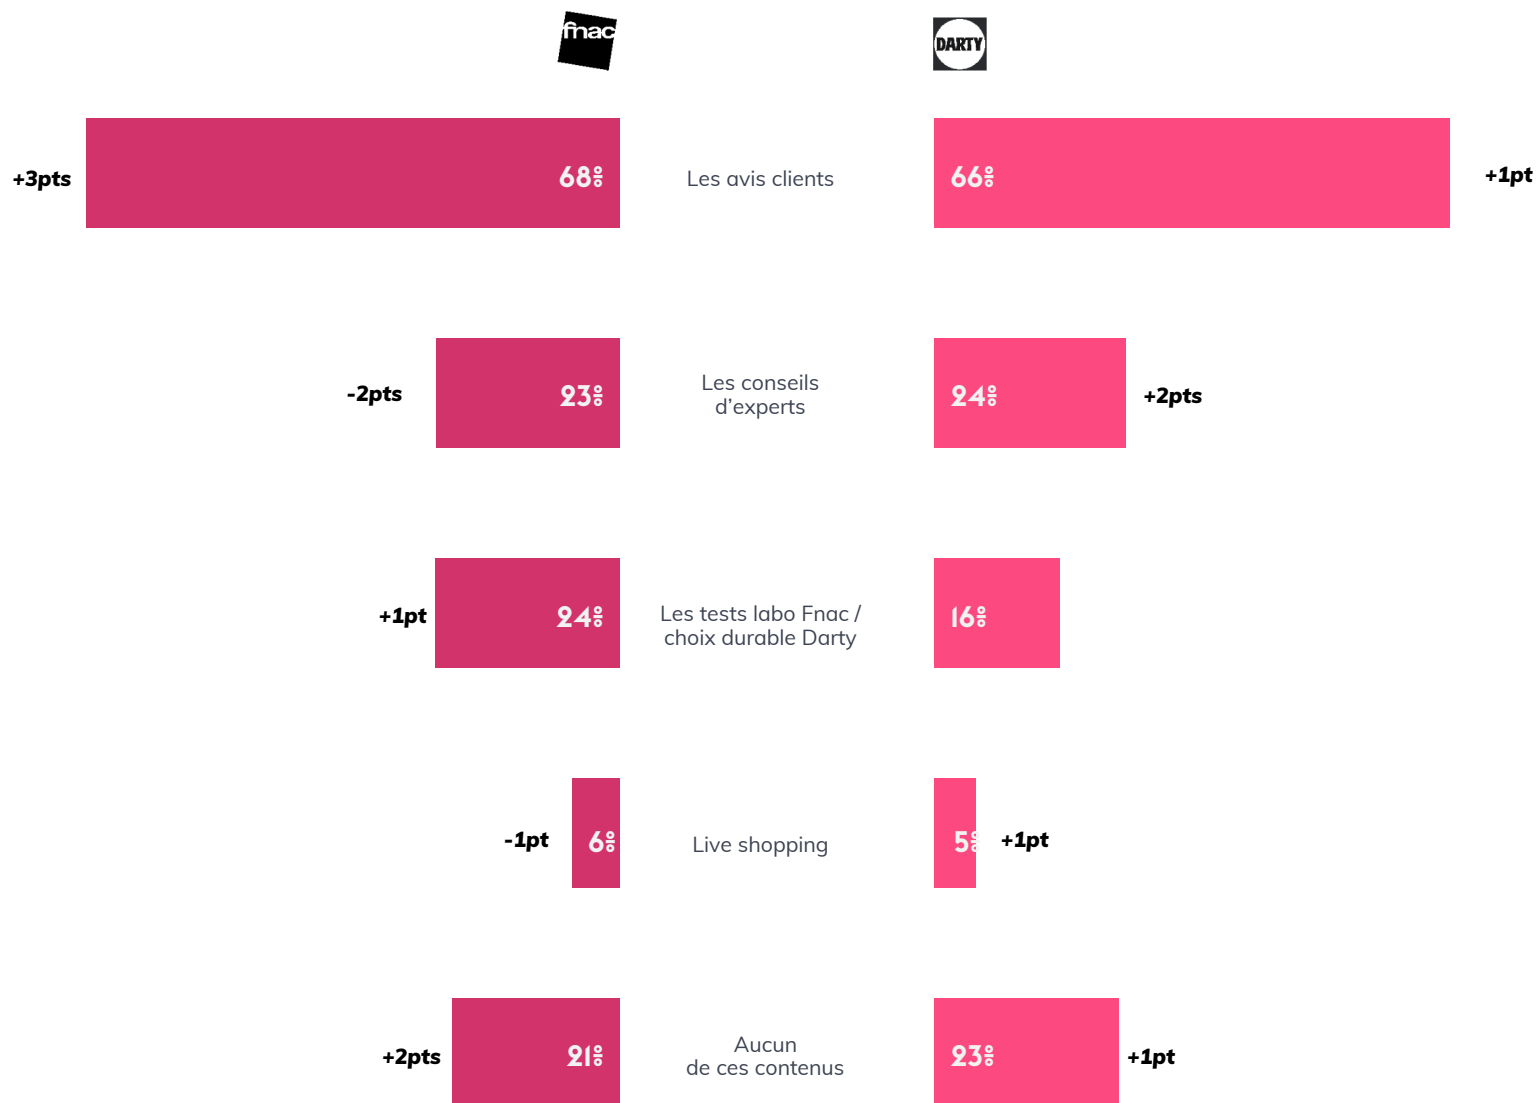 fnac
DARTY
+3pts
68%
Les avis clients
66%
+1pt
-2pts
23%
Les conseils
d’experts
24%
+2pts
+1pt
24%
Les tests labo Fnac /
choix durable Darty
16%
-1pt
6%
Live shopping
5%
+1pt
+2pts
21%
Aucun
de ces contenus
23%
+1pt